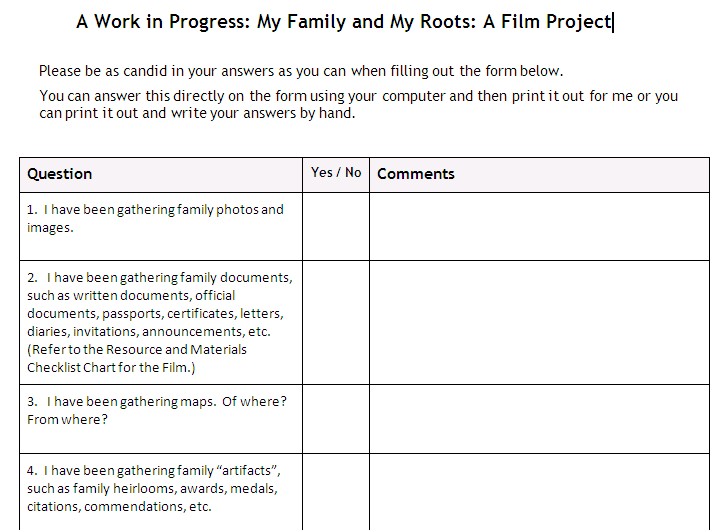 A Work in Progress: My Family and My Roots: A Film Project
Please be as candid in your answers as you can when filling out the form below.
You can answer this directly on the form using your computer and then print it out for me or you
can print it out and write your answers by hand.
Question Yes / No Comments
1. I have been gathering family photos and
images.
2. I have been gathering family documents,
such as written documents, official
documents, passports, certificates, letters,
diaries, invitations, announcements, etc.
(Refer to the Resource and Materials
Checklist Chart for the Film.)
3. I have been gathering maps. Of where?
From where?
4. I have been gathering family “artifacts”,
such as family heirlooms, awards, medals,
citations, commendations, etc.